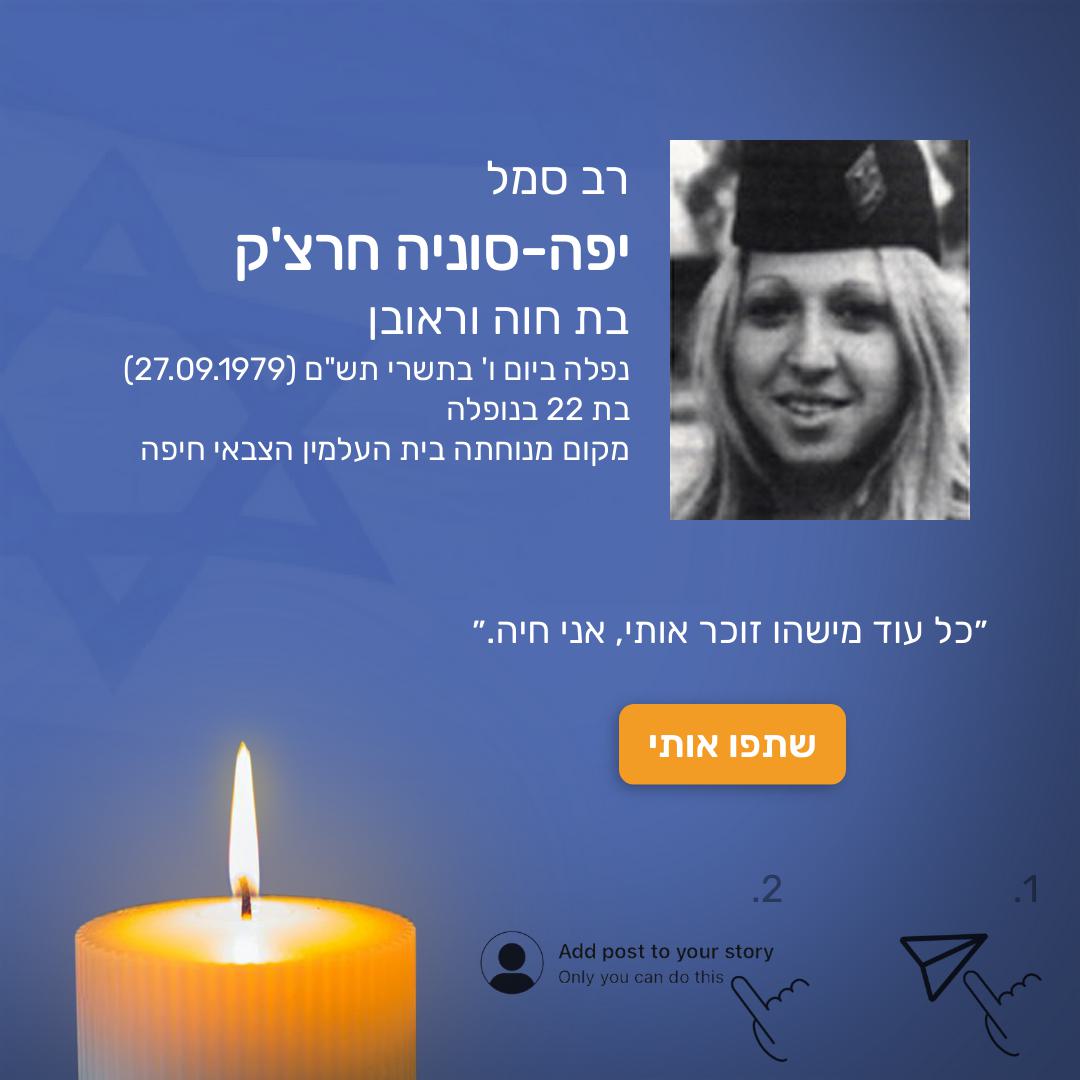 רב סמל
יפה-סוניה חרצ'ק
בת חוה וראובן
נפלה ביום ו' בתשרי תש"ם (27.09.1979)
בת 22 בנופלה
מקום מנוחתה בית העלמין הצבאי חיפה
"כל עוד מישהו זוכר אותי, אני חיה."
שתפו אותי
1.
2.
Add post to your story
Only you can do this